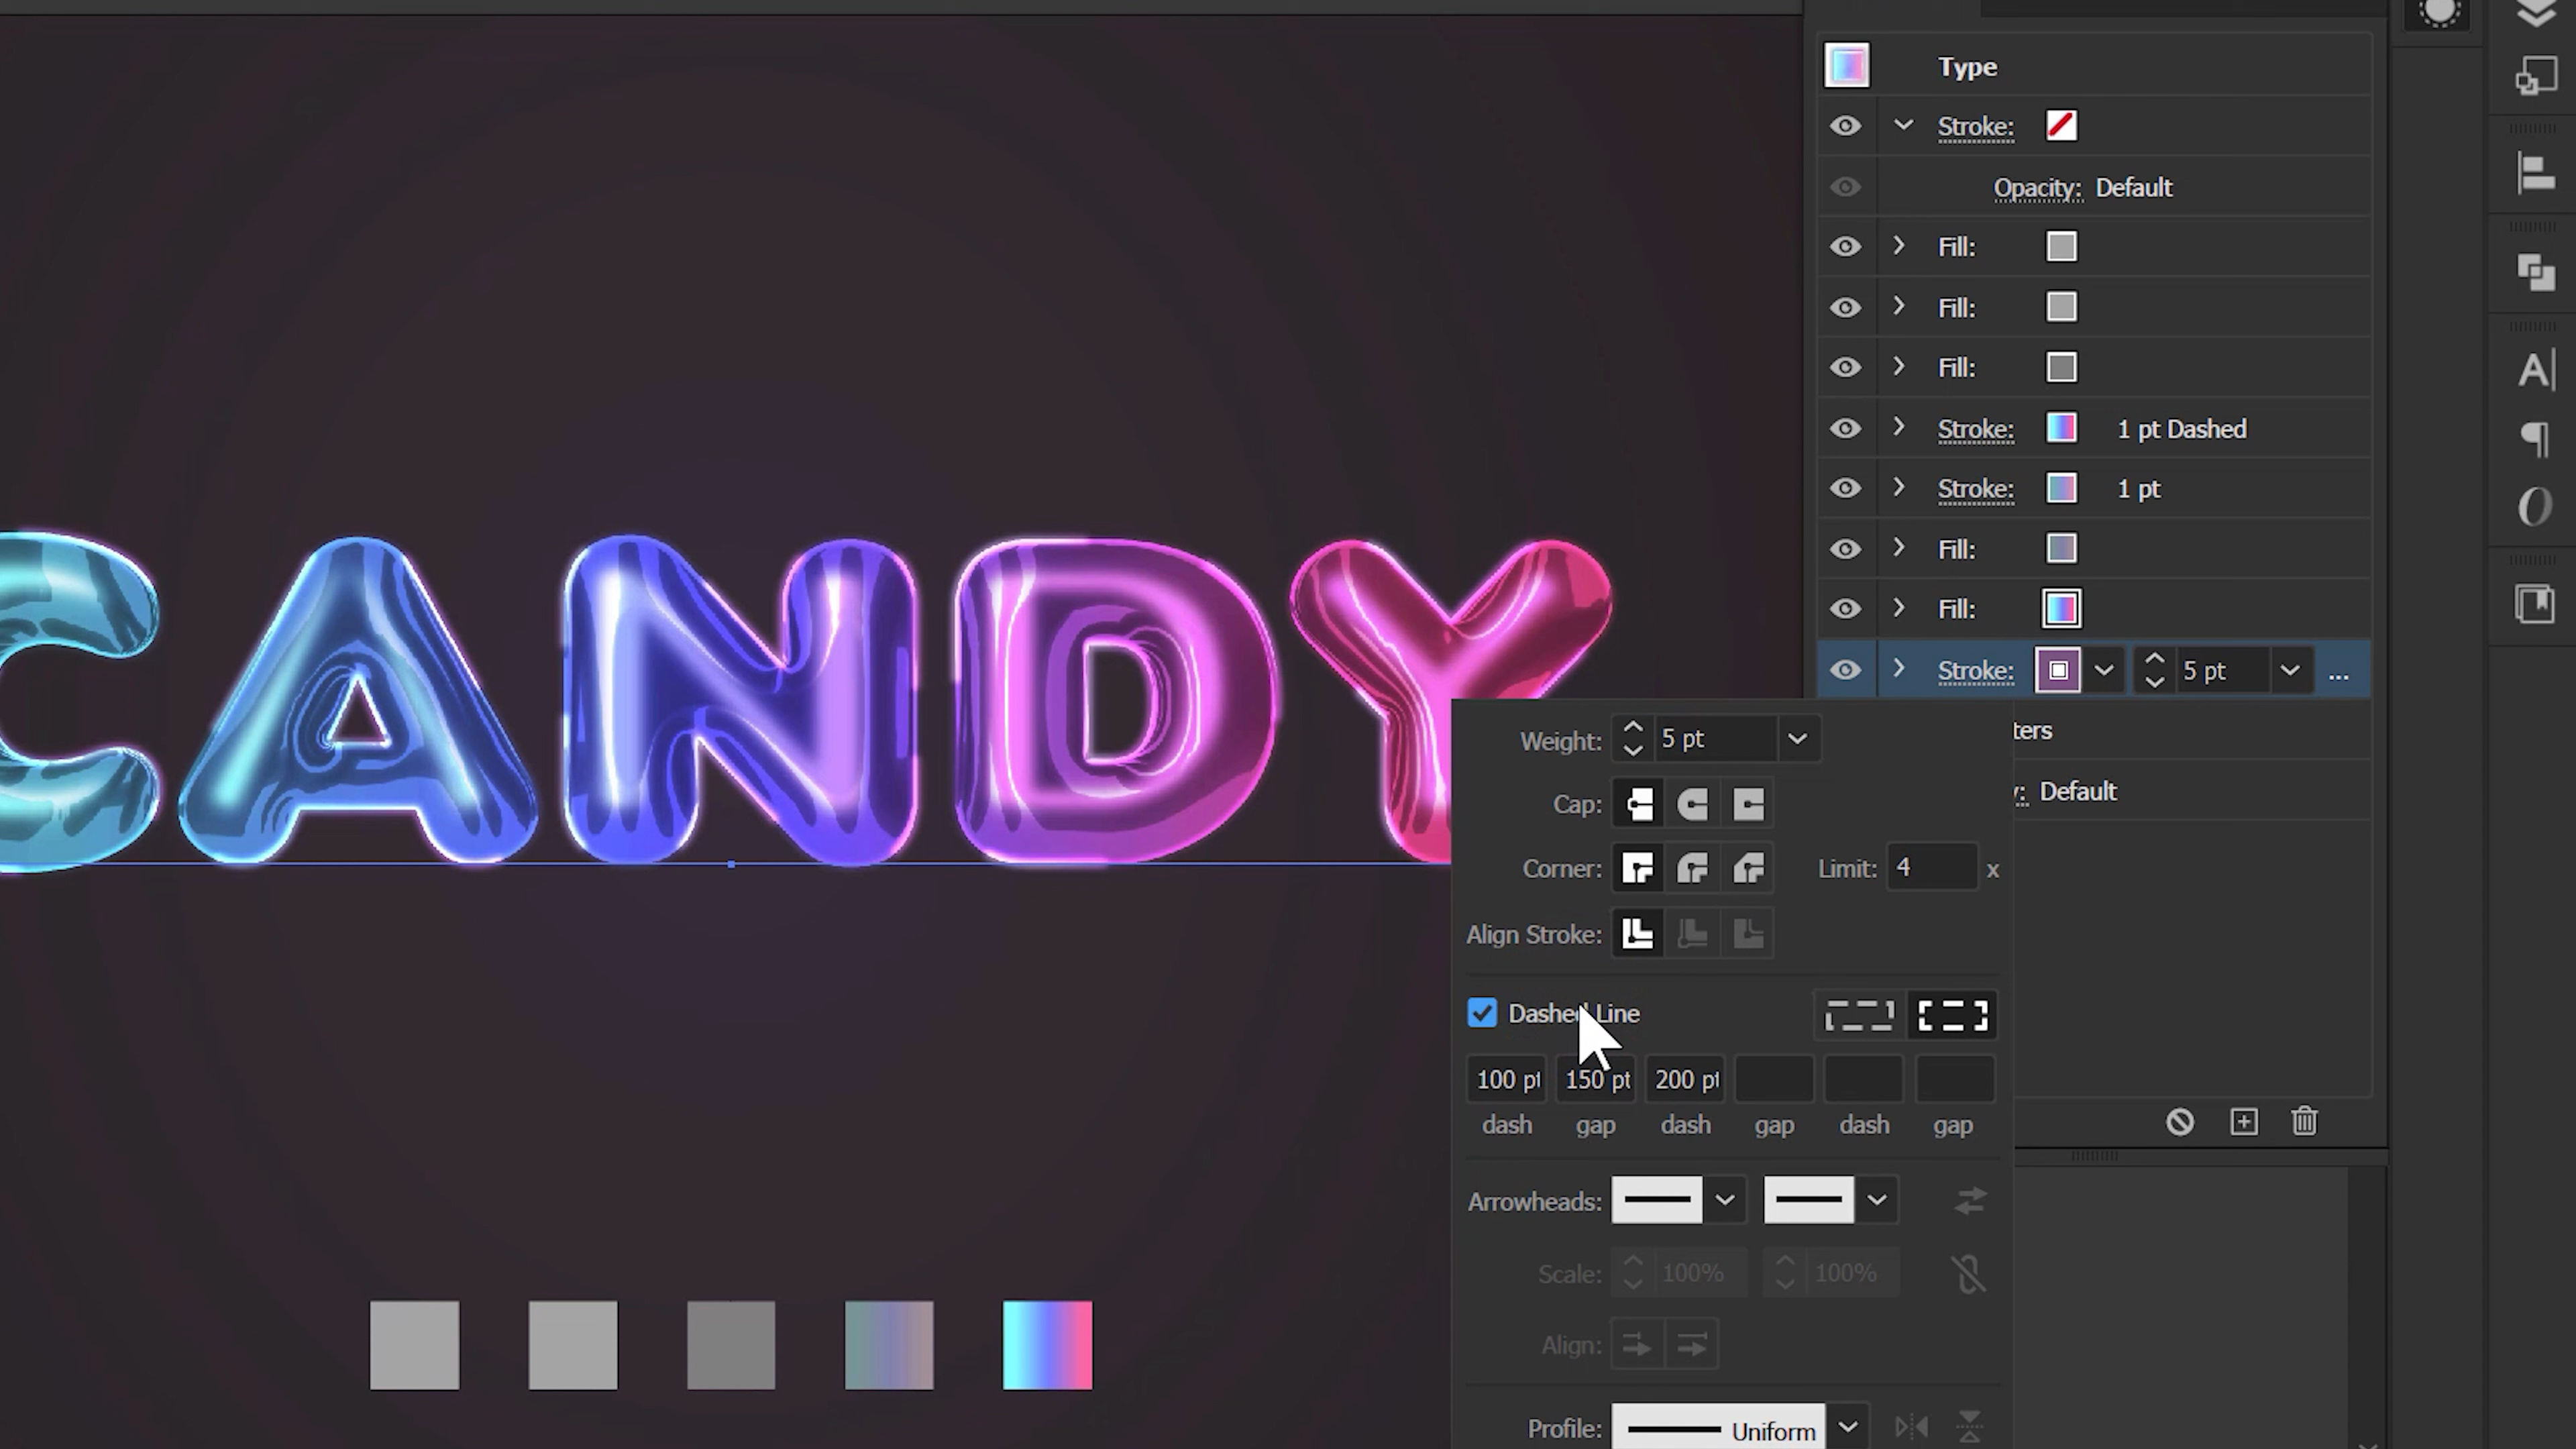 Type
Stroke:
Opacity: Default
Fill:
Fill:
Fill:
Stroke: 1 pt Dashed
Stroke: 1 pt
Fill:
Fill:
Stroke: 5 pt ...
CANDY
ters
Default
Weight: 5 pt
Cap:
Corner: Limit: 4 x
Align Stroke:
Dashed Line
100 pt 150 pt 200 pt
dash gap dash gap dash gap
Arrowheads:
Scale: 100% 100%
Align:
Profile: Uniform